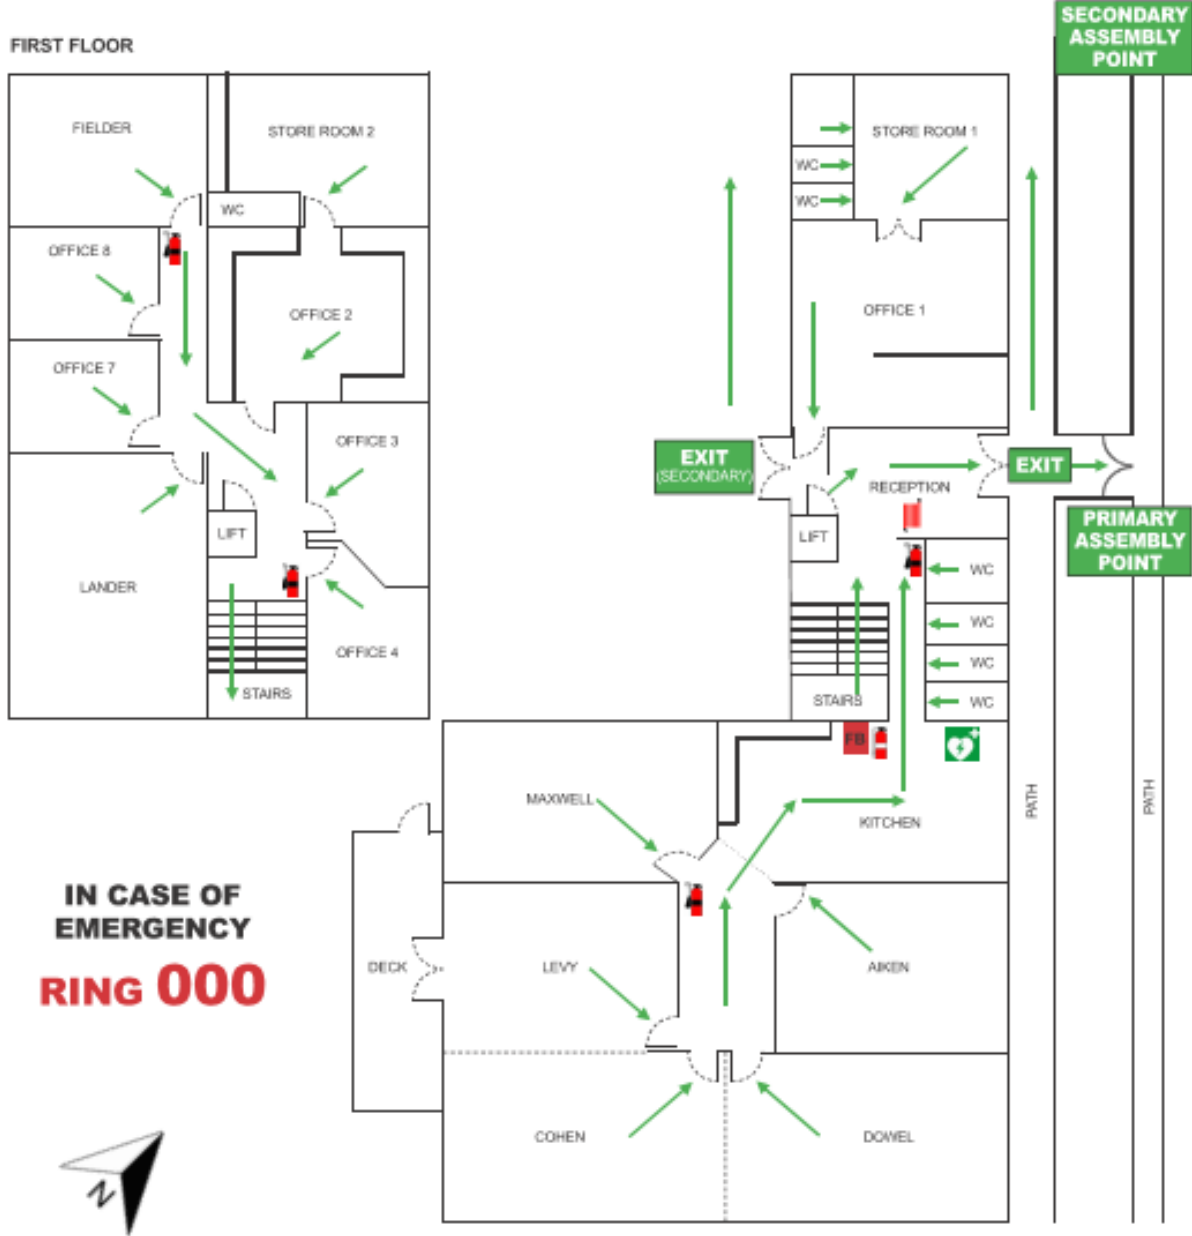 FIRST FLOOR
FIELDER
STORE ROOM 2
WC
OFFICE 8
OFFICE 2
OFFICE 7
OFFICE 3
LIFT
LANDER
OFFICE 4
STAIRS
SECONDARY
ASSEMBLY
POINT
STORE ROOM 1
WC
WC
OFFICE 1
EXIT
(SECONDARY)
RECEPTION
EXIT
PRIMARY
ASSEMBLY
POINT
LIFT
WC
WC
WC
WC
STAIRS
FB
MAXWELL
KITCHEN
PATH
PATH
DECK
LEVY
AIKEN
COHEN
DOWEL
IN CASE OF
EMERGENCY
RING 000
N